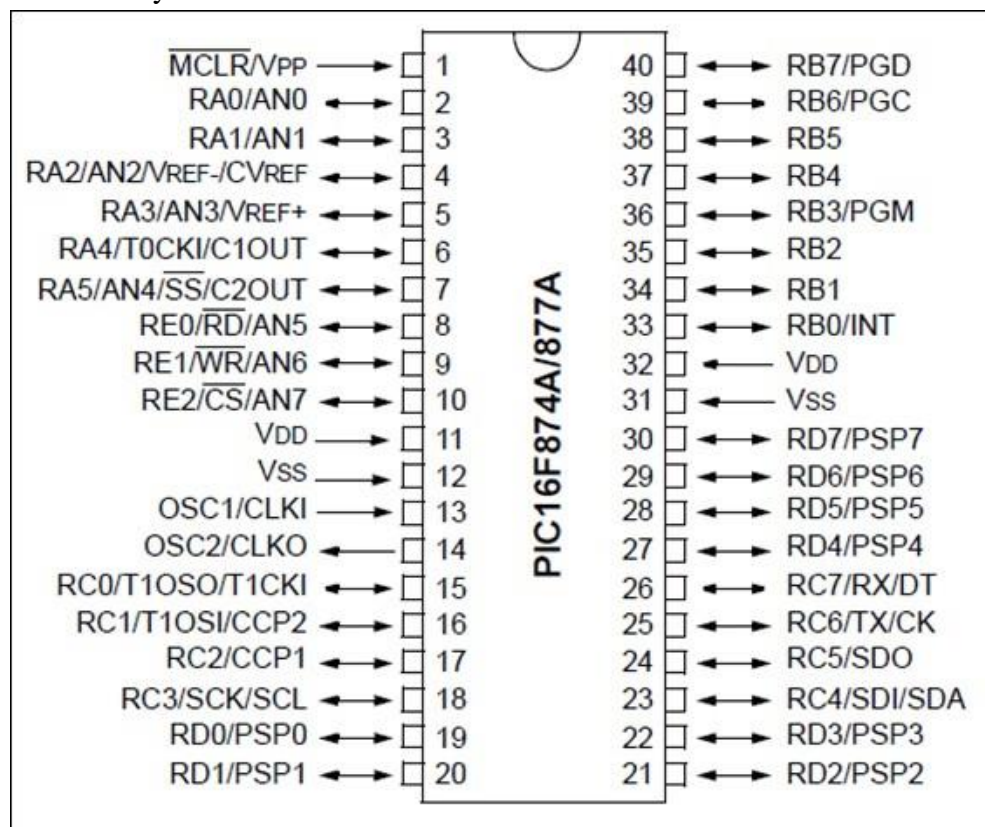 MCLR/VPP 1 40 RB7/PGD
RA0/AN0 2 39 RB6/PGC
RA1/AN1 3 38 RB5
RA2/AN2/VREF-/CVREF 4 37 RB4
RA3/AN3/VREF+ 5 36 RB3/PGM
RA4/T0CKI/C1OUT 6 35 RB2
RA5/AN4/SS/C2OUT 7 34 RB1
RE0/RD/AN5 8 33 RB0/INT
RE1/WR/AN6 9 32 VDD
RE2/CS/AN7 10 31 VSS
VDD 11 30 RD7/PSP7
VSS 12 29 RD6/PSP6
OSC1/CLKI 13 28 RD5/PSP5
OSC2/CLKO 14 27 RD4/PSP4
RC0/T1OSO/T1CKI 15 26 RC7/RX/DT
RC1/T1OSI/CCP2 16 25 RC6/TX/CK
RC2/CCP1 17 24 RC5/SDO
RC3/SCK/SCL 18 23 RC4/SDI/SDA
RD0/PSP0 19 22 RD3/PSP3
RD1/PSP1 20 21 RD2/PSP2
PIC16F874A/877A